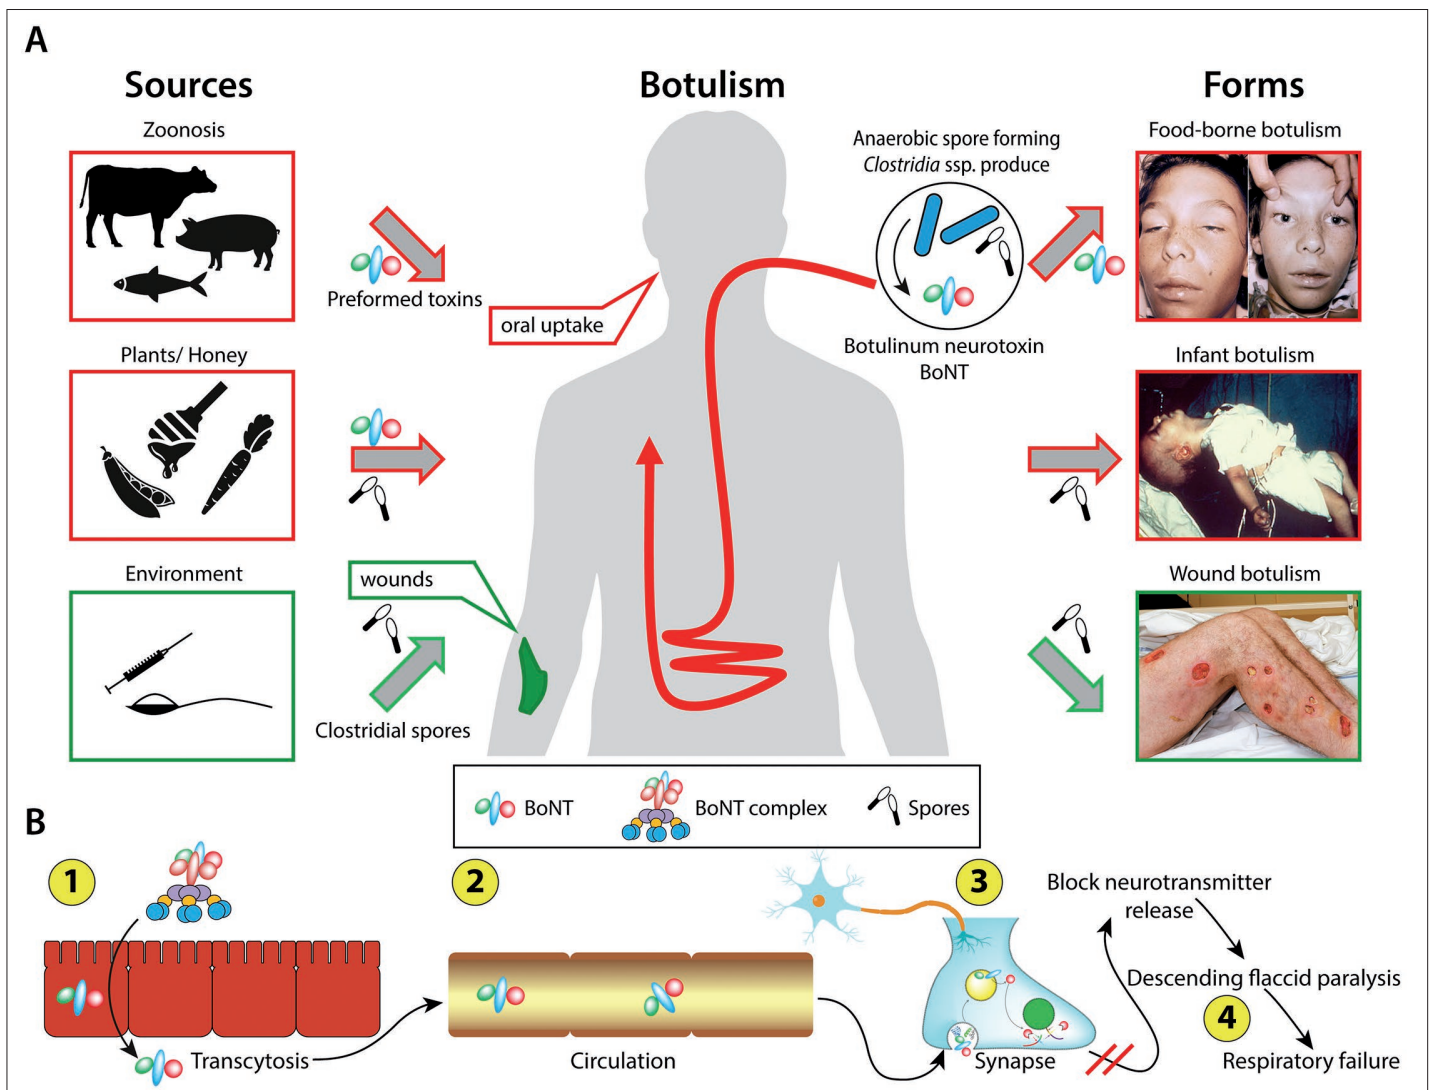 A
Sources
Botulism
Forms
Zoonosis
Anaerobic spore forming
Clostridia ssp. produce
Food-borne botulism
Preformed toxins
oral uptake
Botulinum neurotoxin
BoNT
Plants/ Honey
Infant botulism
Environment
wounds
Wound botulism
Clostridial spores
BoNT
BoNT complex
Spores
B
1
2
3
Block neurotransmitter
release
Descending flaccid paralysis
4
Transcytosis
Circulation
Synapse
Respiratory failure